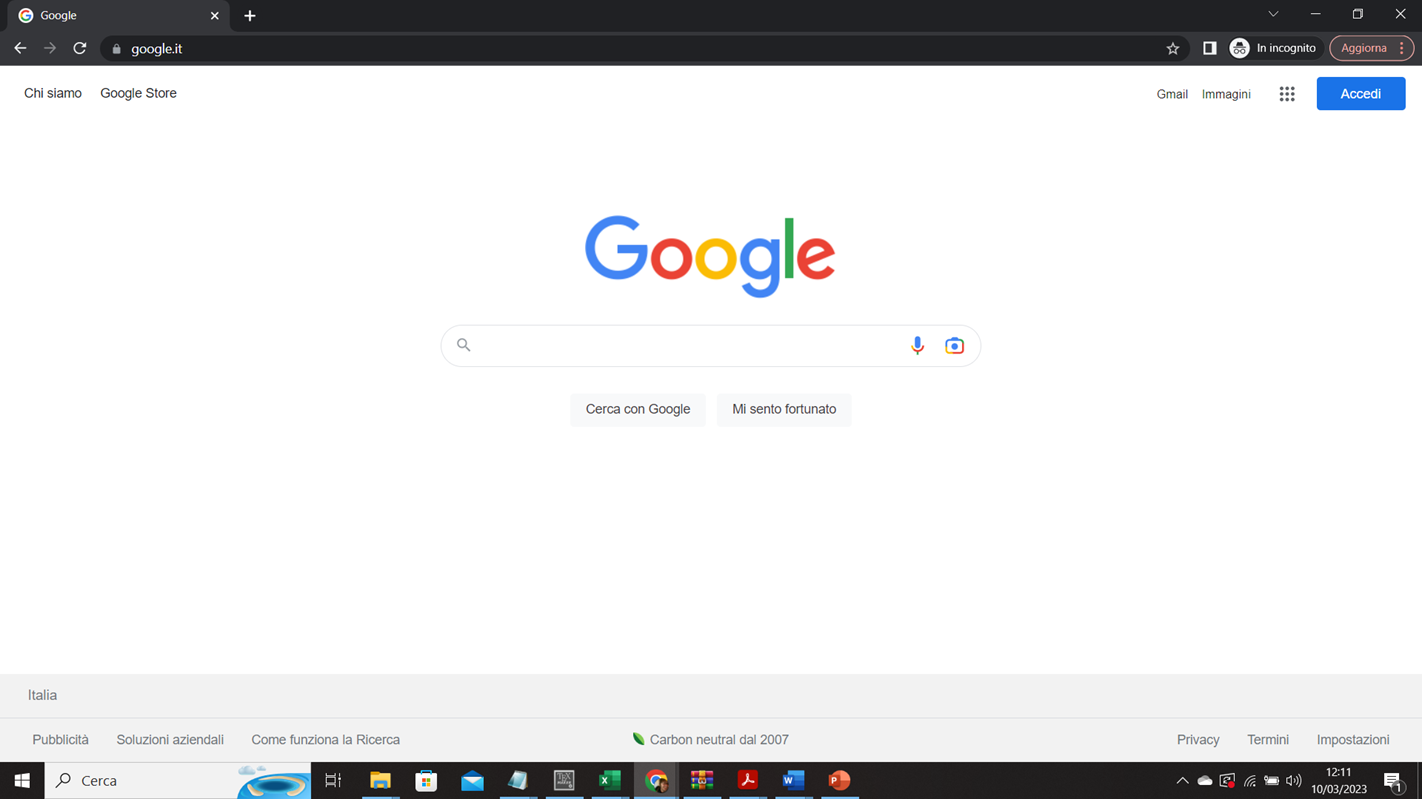 Google
google.it
In incognito
Aggiorna
Chi siamo
Google Store
Gmail
Immagini
Accedi
Google
Cerca con Google
Mi sento fortunato
Italia
Pubblicità
Soluzioni aziendali
Come funziona la Ricerca
Carbon neutral dal 2007
Privacy
Termini
Impostazioni
Cerca
12:11
10/03/2023
1